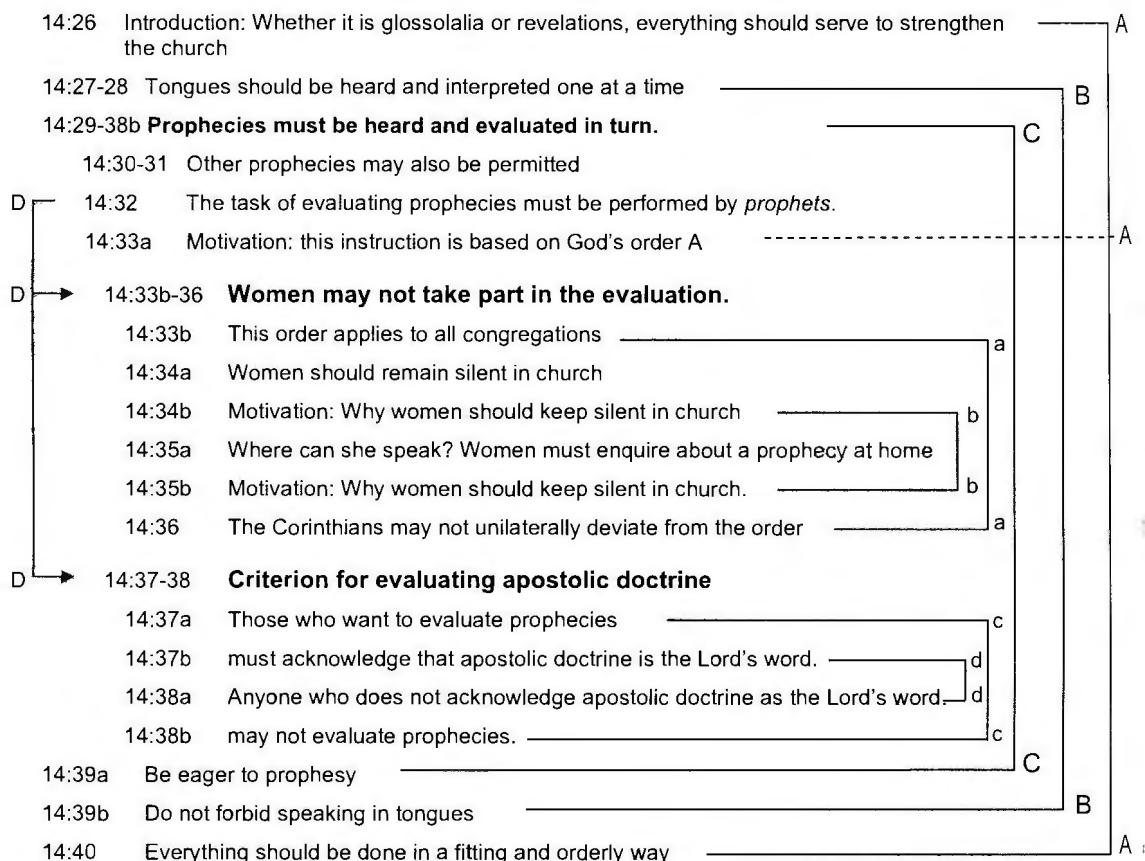 14:26 Introduction: Whether it is glossolalia or revelations, everything should serve to strengthen A
the church
14:27-28 Tongues should be heard and interpreted one at a time B
14:29-38b Prophecies must be heard and evaluated in turn. C
14:30-31 Other prophecies may also be permitted
D 14:32 The task of evaluating prophecies must be performed by prophets.
14:33a Motivation: this instruction is based on God's order A A
D 14:33b-36 Women may not take part in the evaluation.
14:33b This order applies to all congregations a
14:34a Women should remain silent in church
14:34b Motivation: Why women should keep silent in church b
14:35a Where can she speak? Women must enquire about a prophecy at home
14:35b Motivation: Why women should keep silent in church. b
14:36 The Corinthians may not unilaterally deviate from the order a
D 14:37-38 Criterion for evaluating apostolic doctrine
14:37a Those who want to evaluate prophecies c
14:37b must acknowledge that apostolic doctrine is the Lord's word. d
14:38a Anyone who does not acknowledge apostolic doctrine as the Lord's word. d
14:38b may not evaluate prophecies. c
14:39a Be eager to prophesy C
14:39b Do not forbid speaking in tongues B
14:40 Everything should be done in a fitting and orderly way A